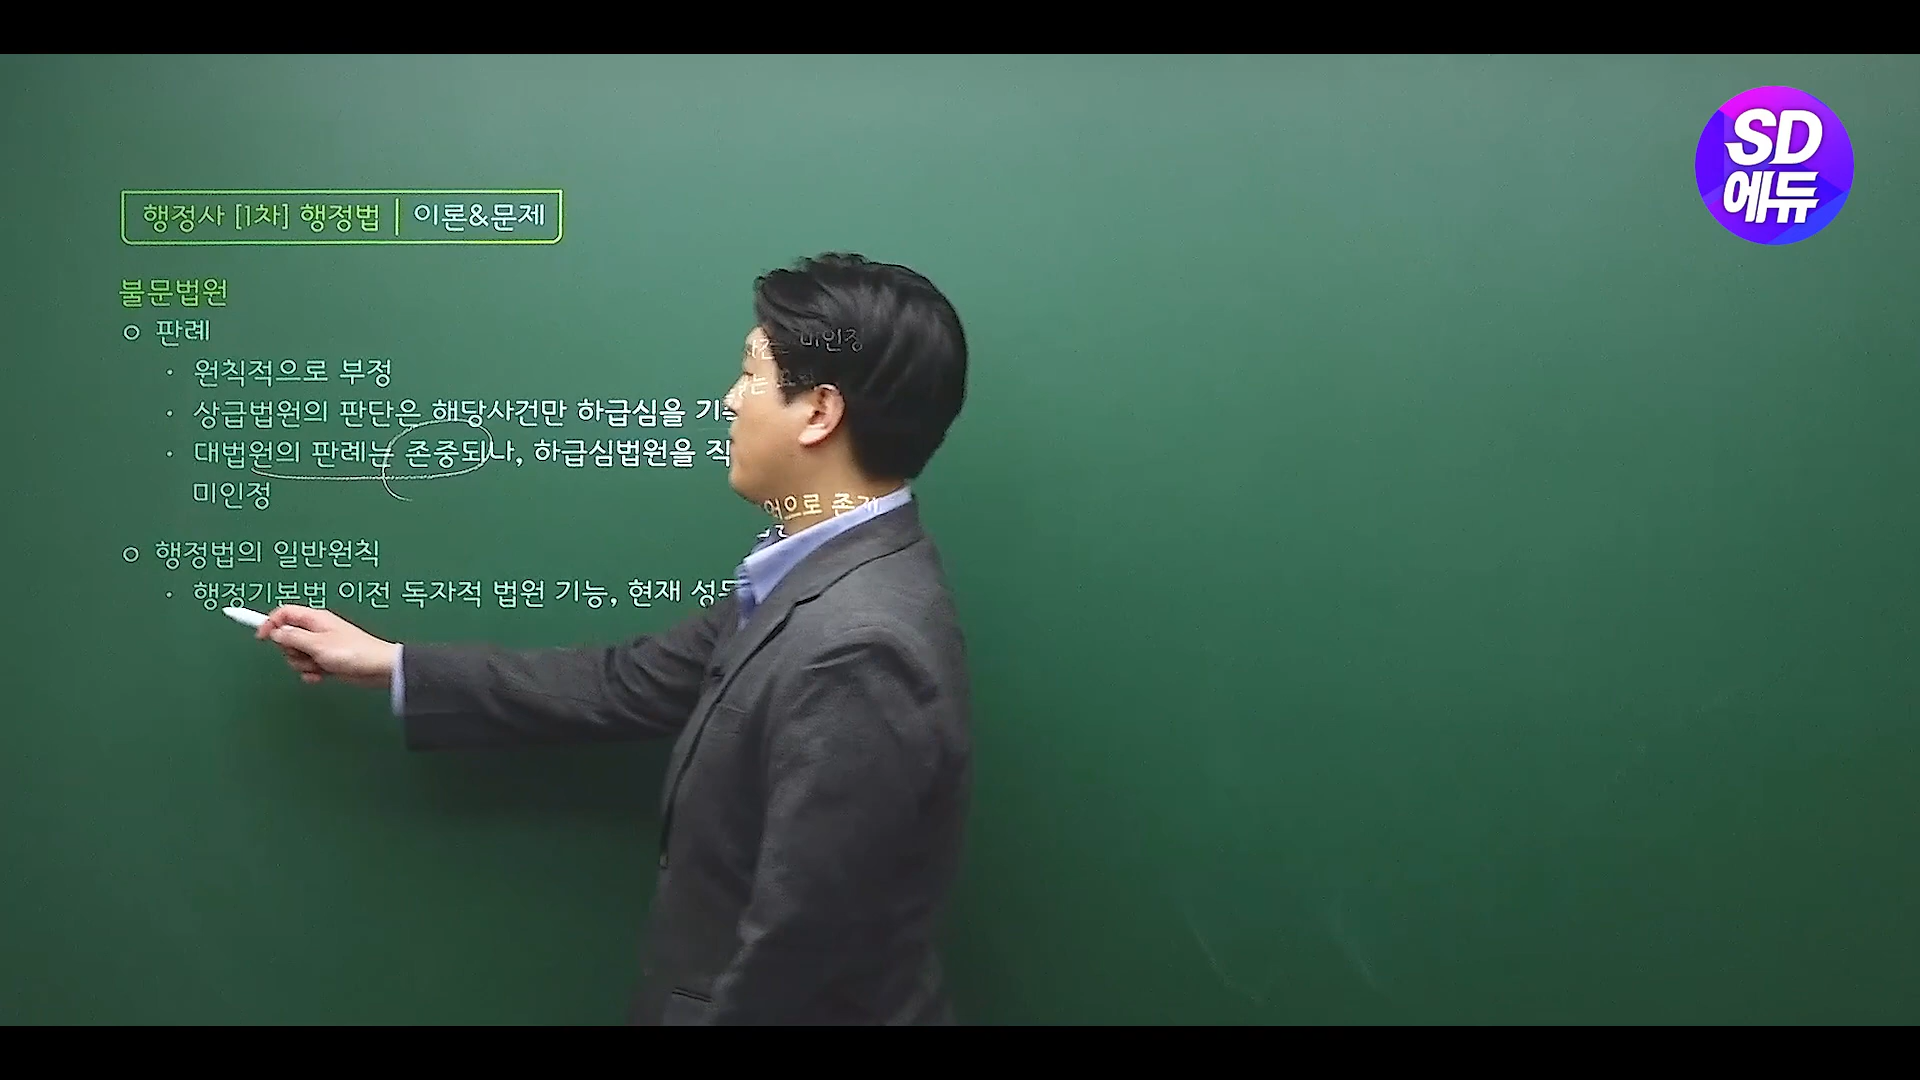 SD
에듀
행정사 [1차] 행정법 | 이론&문제
불문법원
○ 판례
· 원칙적으로 부정
· 상급법원의 판단은 해당사건만 하급심을
· 대법원의 판례는 존중되나, 하급심법원을
미인정
○ 행정법의 일반원칙
· 행정기본법 이전 독자적 법원 기능, 현재